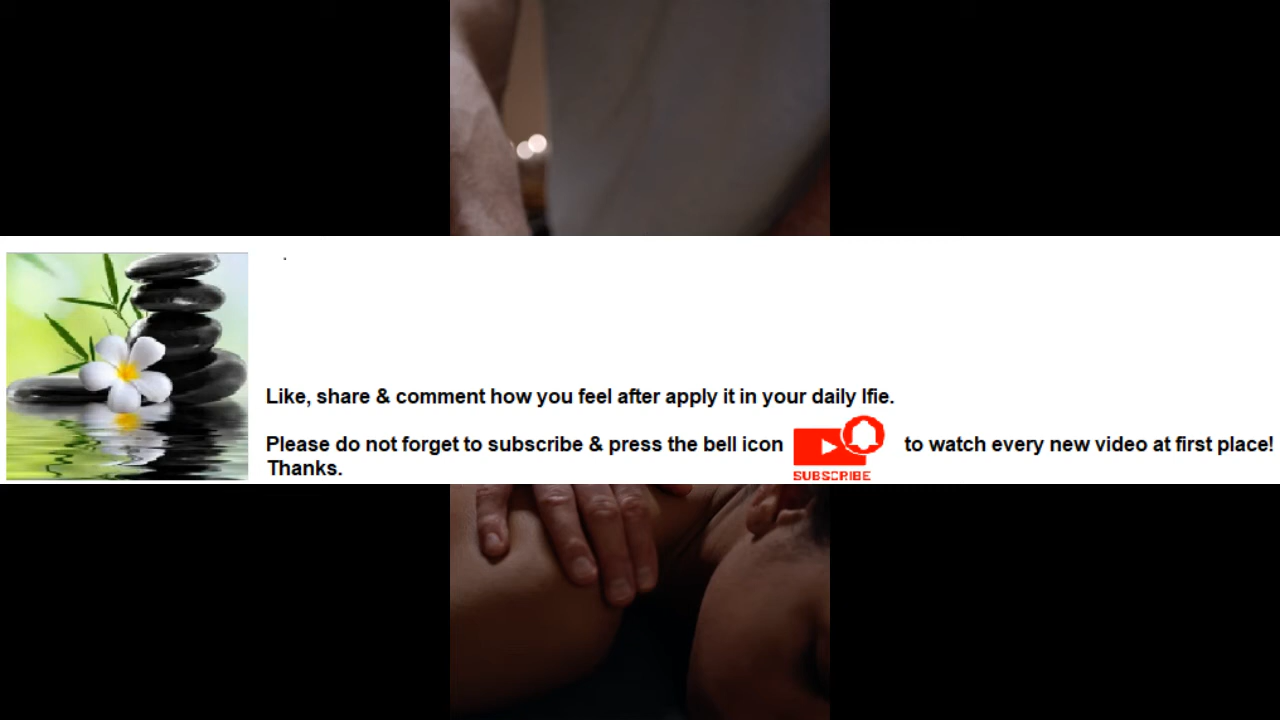 .
Like, share & comment how you feel after apply it in your daily lfie.
Please do not forget to subscribe & press the bell icon to watch every new video at first place!
SUBSCRIBE
Thanks.